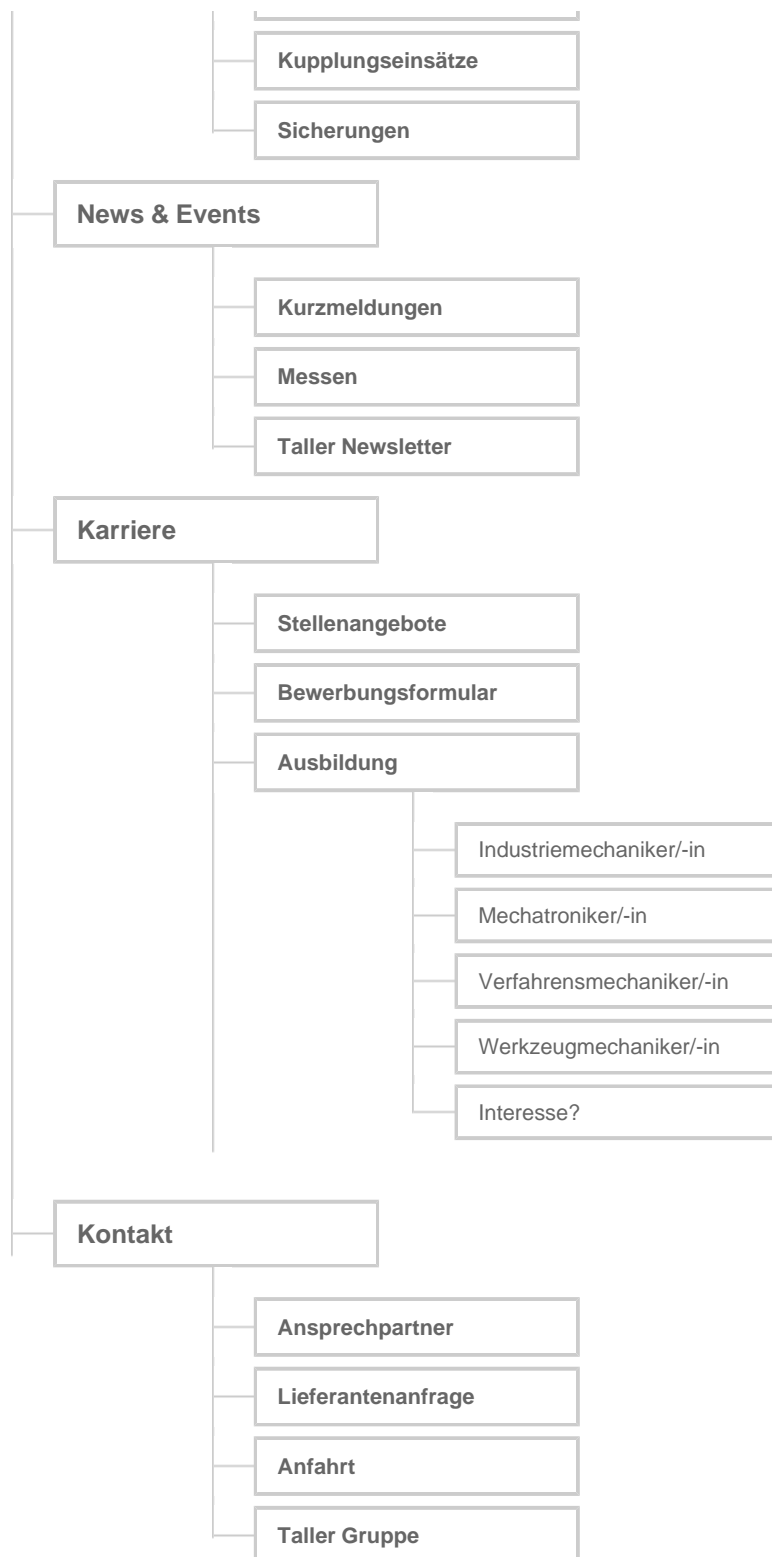 Kupplungseinsätze
Sicherungen
News & Events
Kurzmeldungen
Messen
Taller Newsletter
Karriere
Stellenangebote
Bewerbungsformular
Ausbildung
Industriemechaniker/-in
Mechatroniker/-in
Verfahrensmechaniker/-in
Werkzeugmechaniker/-in
Interesse?
Kontakt
Ansprechpartner
Lieferantenanfrage
Anfahrt
Taller Gruppe